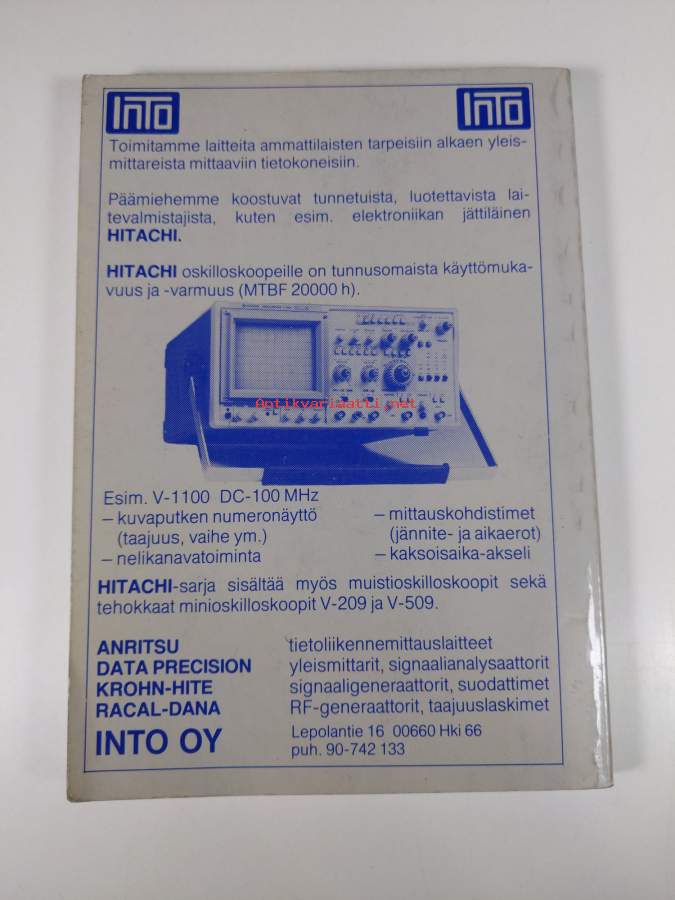 InTO InTO
Toimitamme laitteita ammattilaisten tarpeisiin alkaen yleis-
mittareista mittaaviin tietokoneisiin.
Päämiehemme koostuvat tunnetuista, luotettavista lai-
tevalmistajista, kuten esim. elektroniikan jättiläinen
HITACHI.
HITACHI oskilloskoopeille on tunnusomaista käyttömuka-
vuus ja -varmuus (MTBF 20000 h).
Antikvariaatti.net
Esim. V-1100 DC-100 MHz
– kuvaputken numeronäyttö
(taajuus, vaihe ym.)
– nelikanavatoiminta
– mittauskohdistimet
(jännite- ja aikaerot)
– kaksoisaika-akseli
HITACHI-sarja sisältää myös muistioskilloskoopit sekä
tehokkaat minioskilloskoopit V-209 ja V-509.
ANRITSU tietoliikennemittauslaitteet
DATA PRECISION yleismittarit, signaalianalysaattorit
KROHN-HITE signaaligeneraattorit, suodattimet
RACAL-DANA RF-generaattorit, taajuuslaskimet
INTO OY
Lepolantie 16 00660 Hki 66
puh. 90-742 133